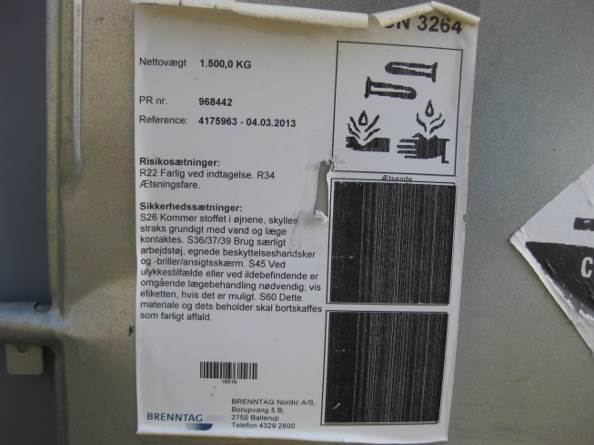 UN 3264
Nettovægt 1.500,0 KG
PR nr. 968442
Reference: 4175963 - 04.03.2013
Ætsende
Risikosætninger:
R22 Farlig ved indtagelse. R34
Ætsningsfare.
Sikkerhedssætninger:
S26 Kommer stoffet i øjnene, skylles
straks grundigt med vand og læge
kontaktes. S36/37/39 Brug særligt
arbejdstøj, egnede beskyttelseshandsker
og -briller/ansigtsskærm. S45 Ved
ulykkestilfælde eller ved ildebefindende er
omgående lægebehandling nødvendig; vis
etiketten, hvis det er muligt. S60 Dette
materiale og dets beholder skal bortskaffes
som farligt affald.
BRENNTAG
BRENNTAG Nordic A/S,
Borupvang 5 B,
2750 Ballerup
Telefon 4329 2800